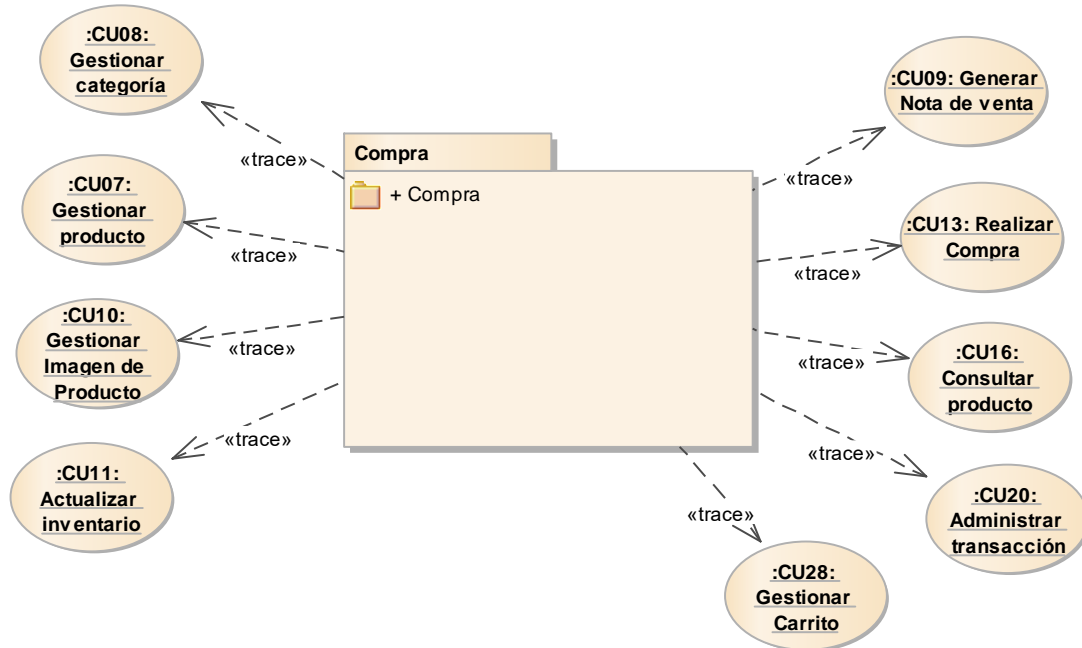 :CU08:
Gestionar
categoría
«trace»
:CU07:
Gestionar
producto
«trace»
:CU10:
Gestionar
Imagen de
Producto
«trace»
:CU11:
Actualizar
inventario
«trace»
Compra
+ Compra
:CU09: Generar
Nota de venta
«trace»
:CU13: Realizar
Compra
«trace»
:CU16:
Consultar
producto
«trace»
:CU20:
Administrar
transacción
«trace»
:CU28:
Gestionar
Carrito
«trace»